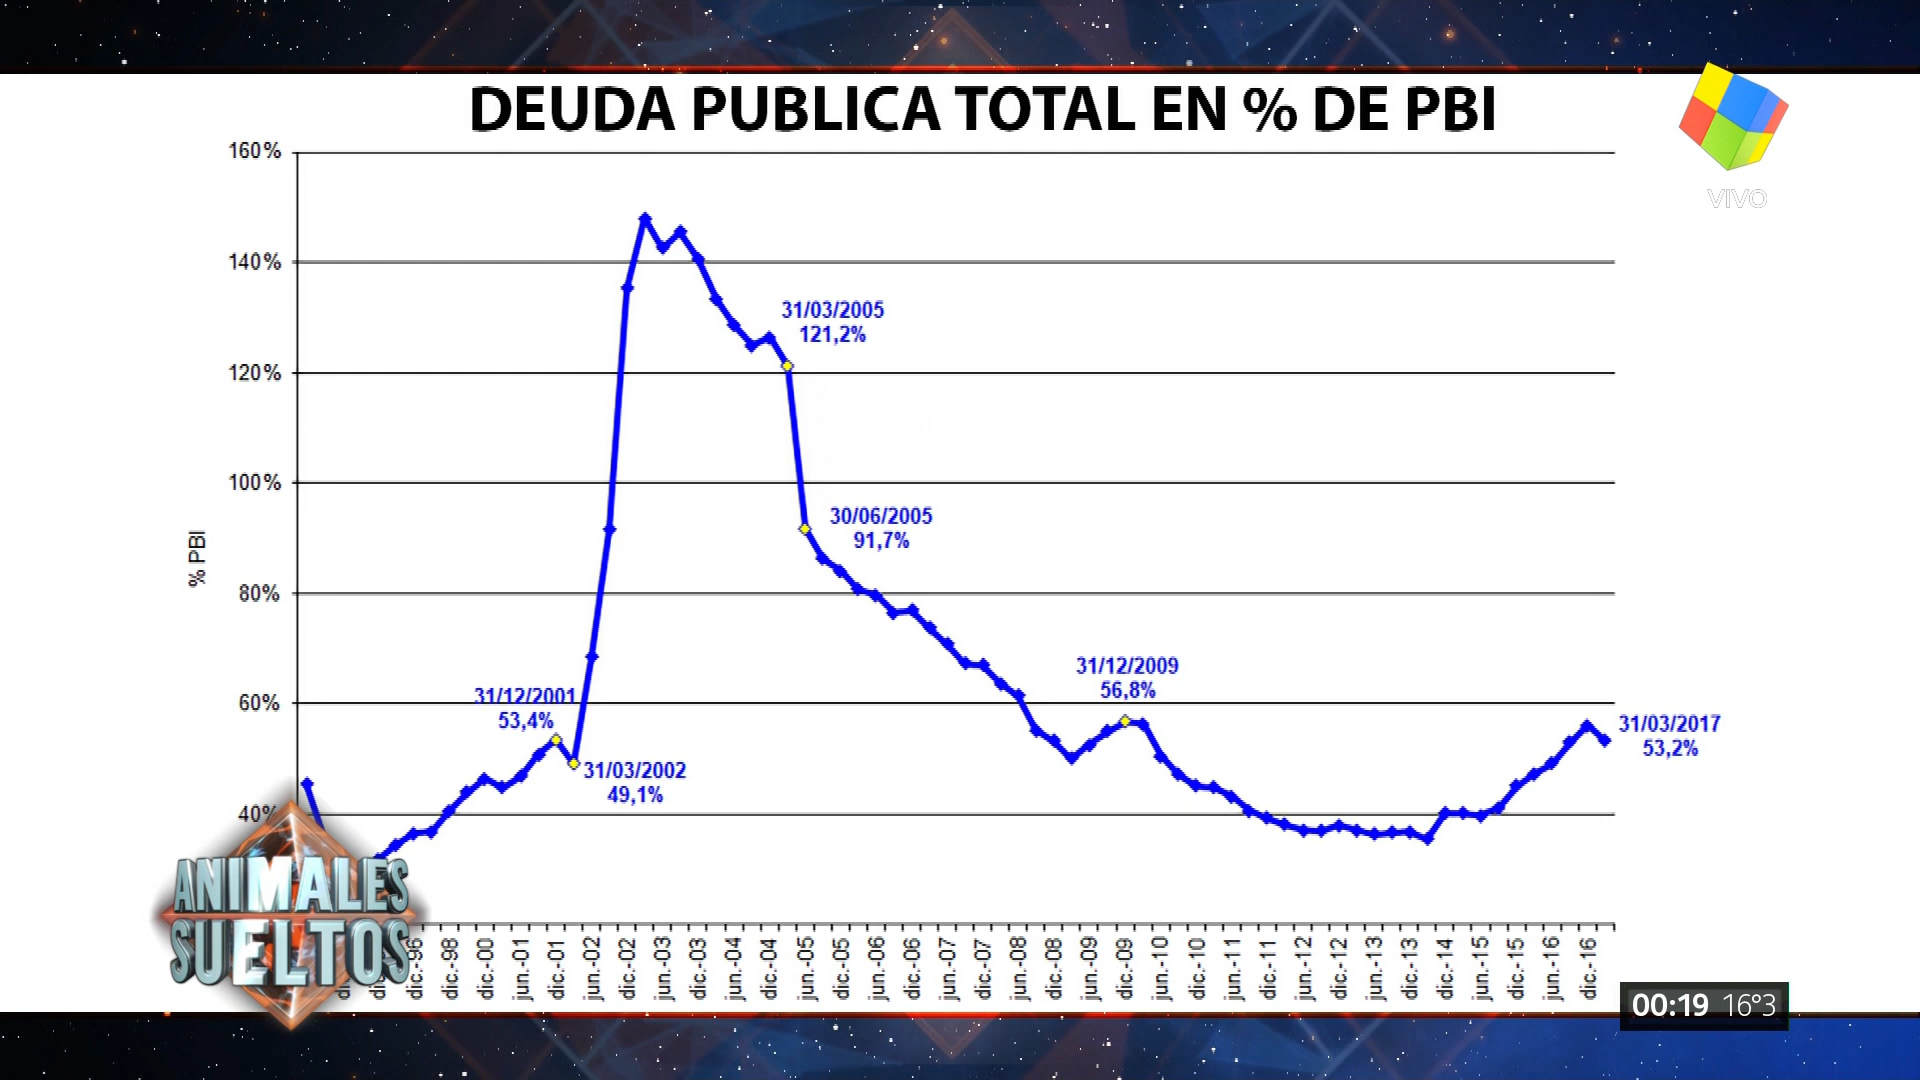 DEUDA PUBLICA TOTAL EN % DE PBI
VIVO
160%
140%
120%
100%
80%
60%
40%
% PBI
31/12/2001
53,4%
31/03/2002
49,1%
31/03/2005
121,2%
30/06/2005
91,7%
31/12/2009
56,8%
31/03/2017
53,2%
ANIMALES
SUELTOS
dic.-96
dic.-98
dic.-00
jun.-01
dic.-01
jun.-02
dic.-02
jun.-03
dic.-03
jun.-04
dic.-04
jun.-05
dic.-05
jun.-06
dic.-06
jun.-07
dic.-07
jun.-08
dic.-08
jun.-09
dic.-09
jun.-10
dic.-10
jun.-11
dic.-11
jun.-12
dic.-12
jun.-13
dic.-13
dic.-14
jun.-15
dic.-15
jun.-16
dic.-16
00:19 16°3